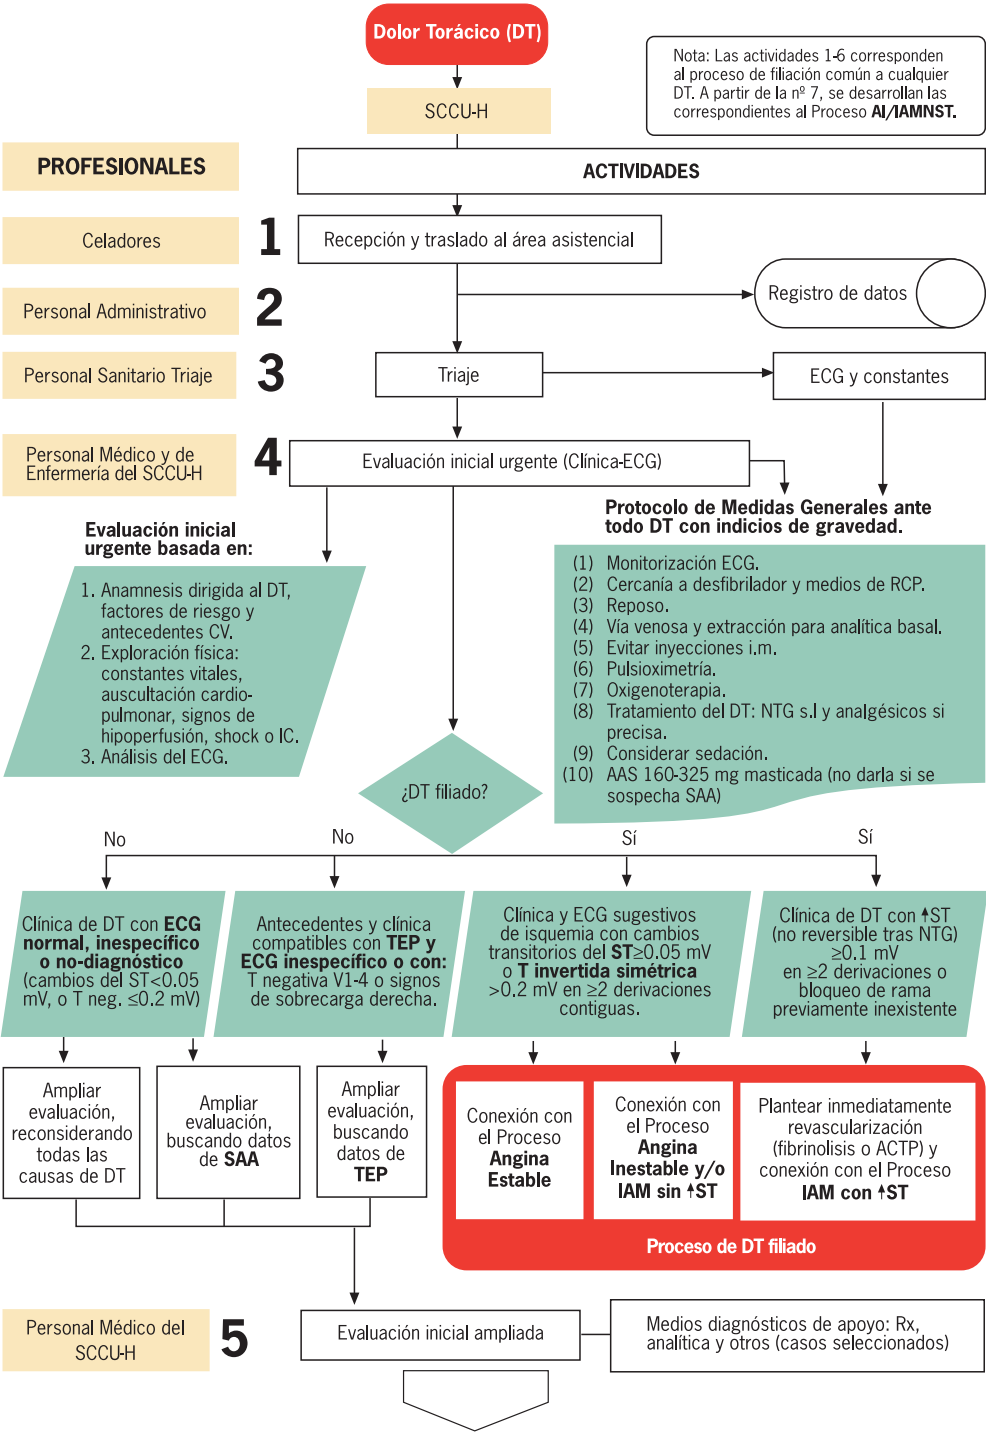 Dolor Torácico (DT)
Nota: Las actividades 1-6 corresponden
al proceso de filiación común a cualquier
DT. A partir de la nº 7, se desarrollan las
correspondientes al Proceso AI/IAMNST.
SCCU-H
PROFESIONALES
ACTIVIDADES
Celadores
1
Recepción y traslado al área asistencial
Personal Administrativo
2
Registro de datos
Personal Sanitario Triaje
3
Triaje
ECG y constantes
Personal Médico y de
Enfermería del SCCU-H
4
Evaluación inicial urgente (Clínica-ECG)
Evaluación inicial
urgente basada en:
1. Anamnesis dirigida al DT,
factores de riesgo y
antecedentes CV.
2. Exploración física:
constantes vitales,
auscultación cardio-
pulmonar, signos de
hipoperfusión, shock o IC.
3. Análisis del ECG.
Protocolo de Medidas Generales ante
todo DT con indicios de gravedad.
(1) Monitorización ECG.
(2) Cercanía a desfibrilador y medios de RCP.
(3) Reposo.
(4) Vía venosa y extracción para analítica basal.
(5) Evitar inyecciones i.m.
(6) Pulsioximetría.
(7) Oxigenoterapia.
(8) Tratamiento del DT: NTG s.l y analgésicos si
precisa.
(9) Considerar sedación.
(10) AAS 160-325 mg masticada (no darla si se
sospecha SAA)
¿DT filiado?
No
No
Sí
Sí
Clínica de DT con ECG
normal, inespecífico
o no-diagnóstico
(cambios del ST<0.05
mV, o T neg. ≤0.2 mV)
Antecedentes y clínica
compatibles con TEP y
ECG inespecífico o con:
T negativa V1-4 o signos
de sobrecarga derecha.
Clínica y ECG sugestivos
de isquemia con cambios
transitorios del ST≥0.05 mV
o T invertida simétrica
>0.2 mV en ≥2 derivaciones
contiguas.
Clínica de DT con ↑ST
(no reversible tras NTG)
≥0.1 mV
en ≥2 derivaciones o
bloqueo de rama
previamente inexistente
Ampliar
evaluación,
reconsiderando
todas las
causas de DT
Ampliar
evaluación,
buscando datos
de SAA
Ampliar
evaluación,
buscando
datos de
TEP
Conexión con
el Proceso
Angina
Estable
Conexión con
el Proceso
Angina
Inestable y/o
IAM sin ↑ST
Plantear inmediatamente
revascularización
(fibrinolisis o ACTP) y
conexión con el Proceso
IAM con ↑ST
Proceso de DT filiado
Personal Médico del
SCCU-H
5
Evaluación inicial ampliada
Medios diagnósticos de apoyo: Rx,
analítica y otros (casos seleccionados)